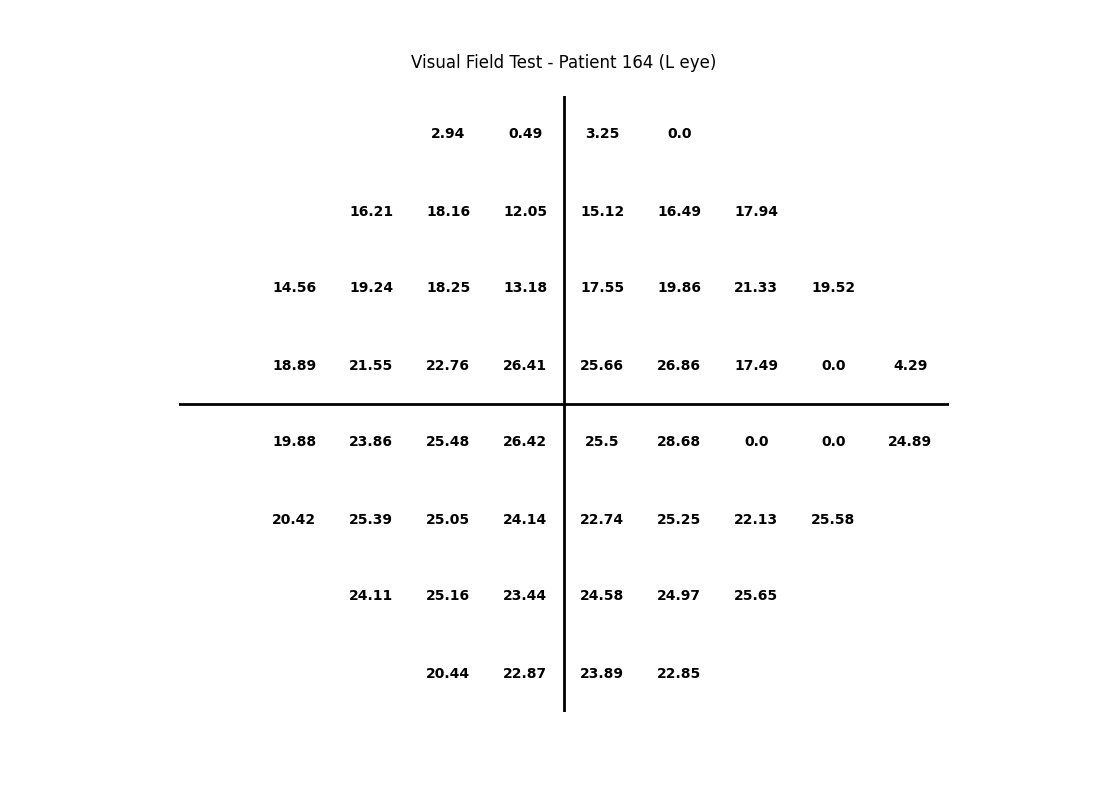 Visual Field Test - Patient 164 (L eye)
2.94 0.49 3.25 0.0
16.21 18.16 12.05 15.12 16.49 17.94
14.56 19.24 18.25 13.18 17.55 19.86 21.33 19.52
18.89 21.55 22.76 26.41 25.66 26.86 17.49 0.0 4.29
19.88 23.86 25.48 26.42 25.5 28.68 0.0 0.0 24.89
20.42 25.39 25.05 24.14 22.74 25.25 22.13 25.58
24.11 25.16 23.44 24.58 24.97 25.65
20.44 22.87 23.89 22.85